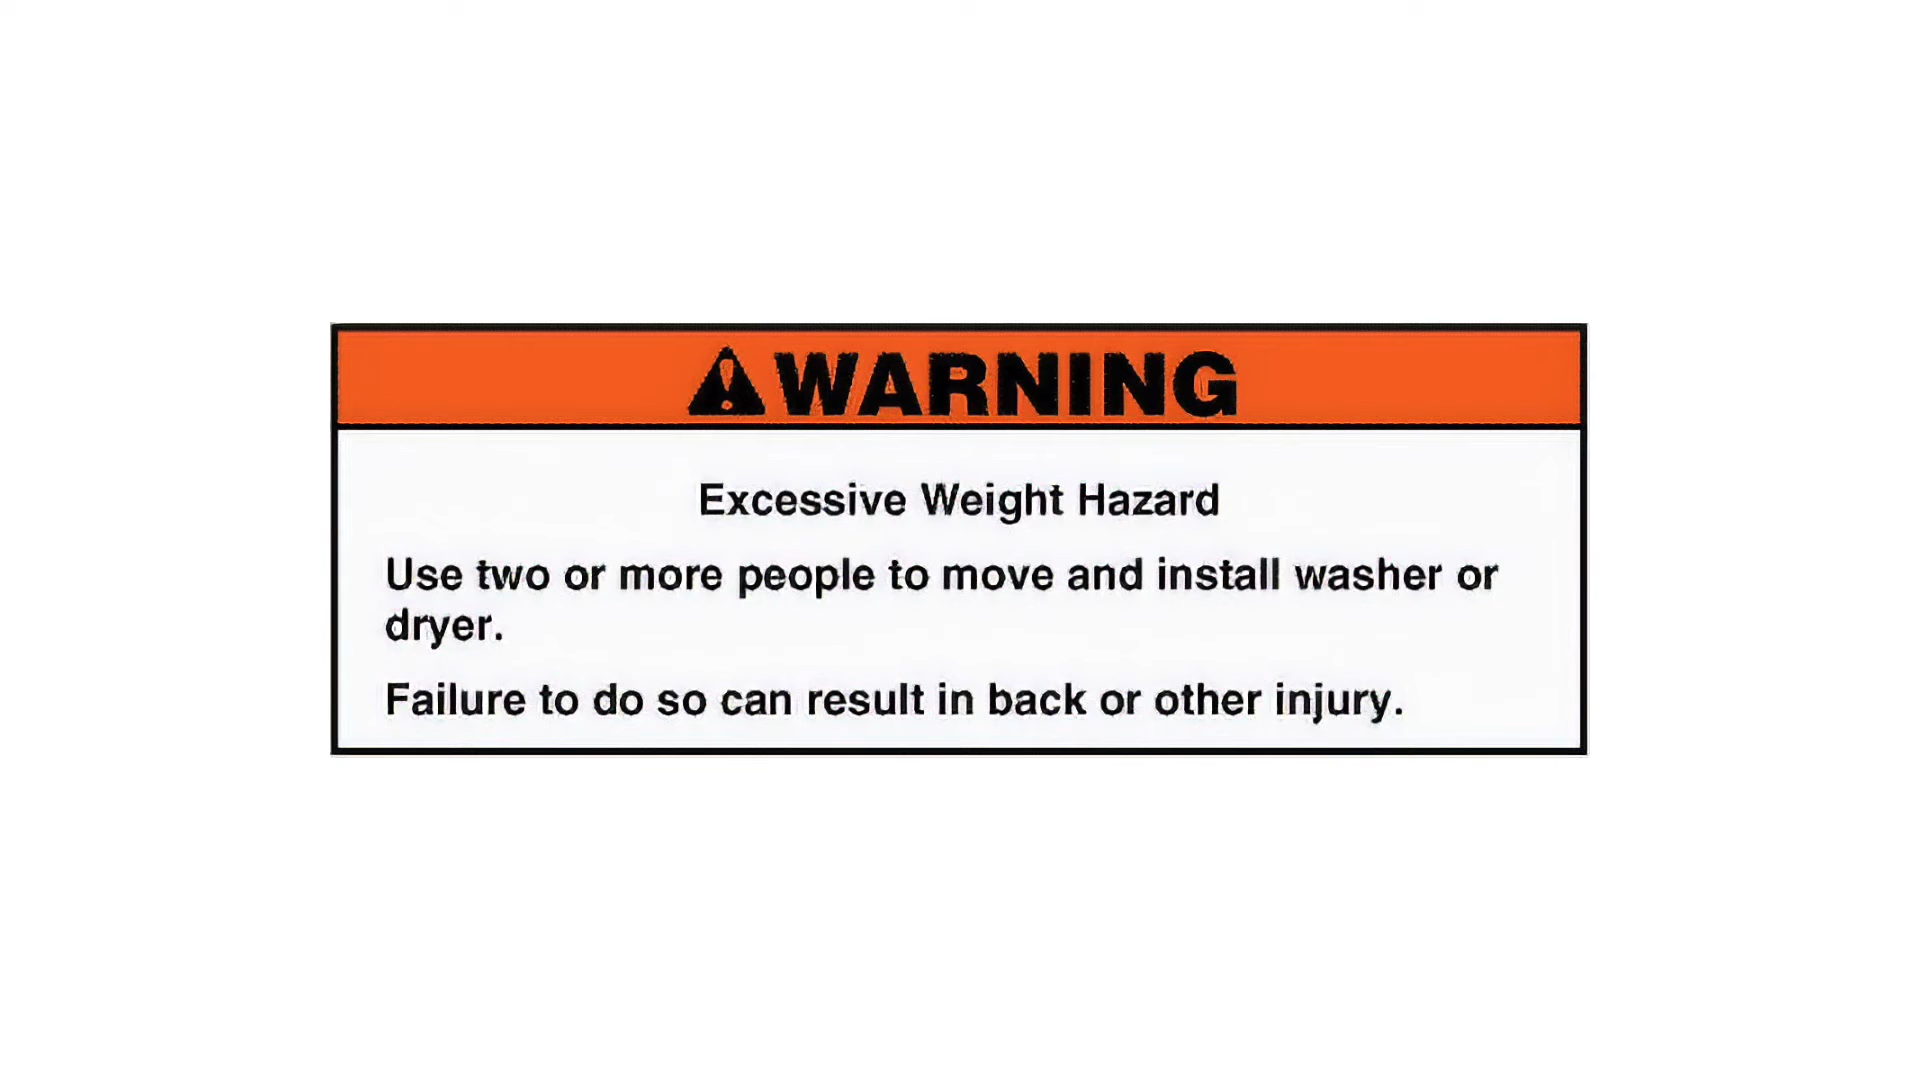 WARNING
Excessive Weight Hazard
Use two or more people to move and install washer or
dryer.
Failure to do so can result in back or other injury.